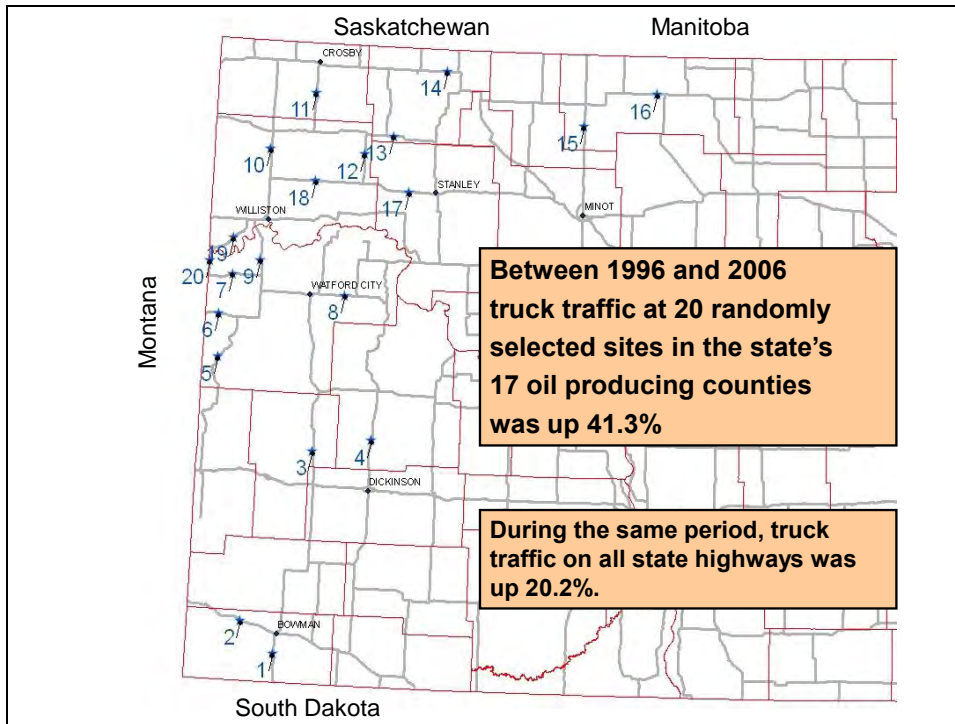 Saskatchewan Manitoba
CROSBY
14
11
16
15
13
10
12
18
STANLEY
17
WILLISTON
MINOT
19
20
7
9
WATFORD CITY
8
6
5
Montana
Between 1996 and 2006
truck traffic at 20 randomly
selected sites in the state’s
17 oil producing counties
was up 41.3%
3
4
DICKINSON
During the same period, truck
traffic on all state highways was
up 20.2%.
2
BOWMAN
1
South Dakota